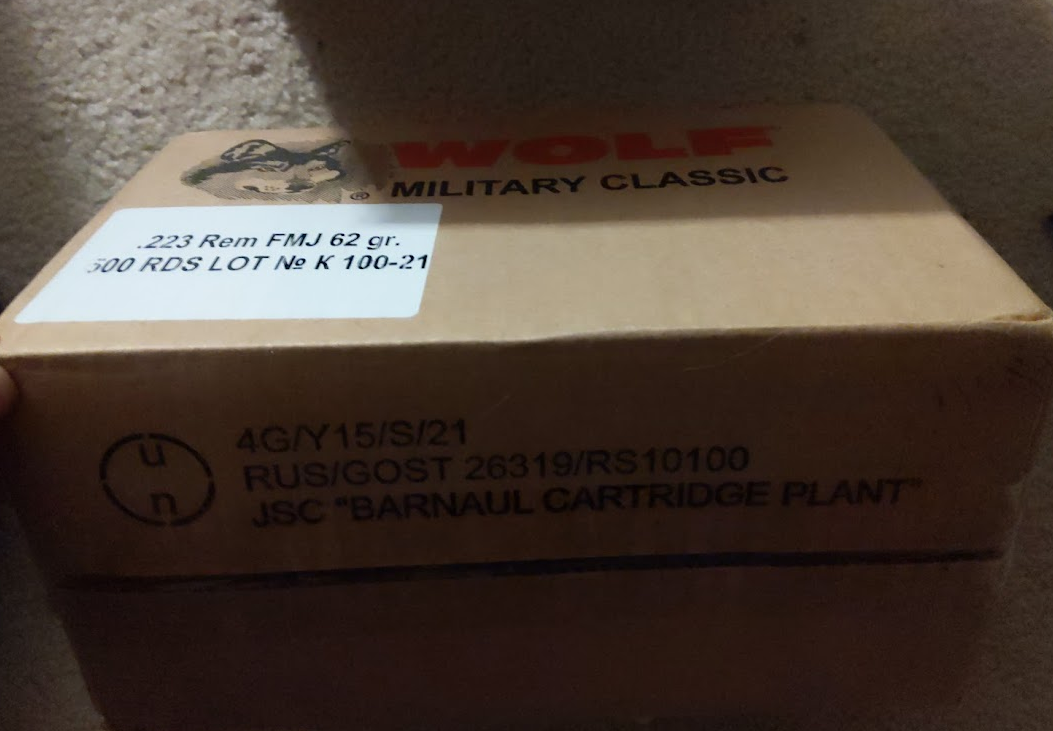 WOLF
®
MILITARY CLASSIC
.223 Rem FMJ 62 gr.
500 RDS LOT № K 100-21
u
n
4G/Y15/S/21
RUS/GOST 26319/RS10100
JSC "BARNAUL CARTRIDGE PLANT"